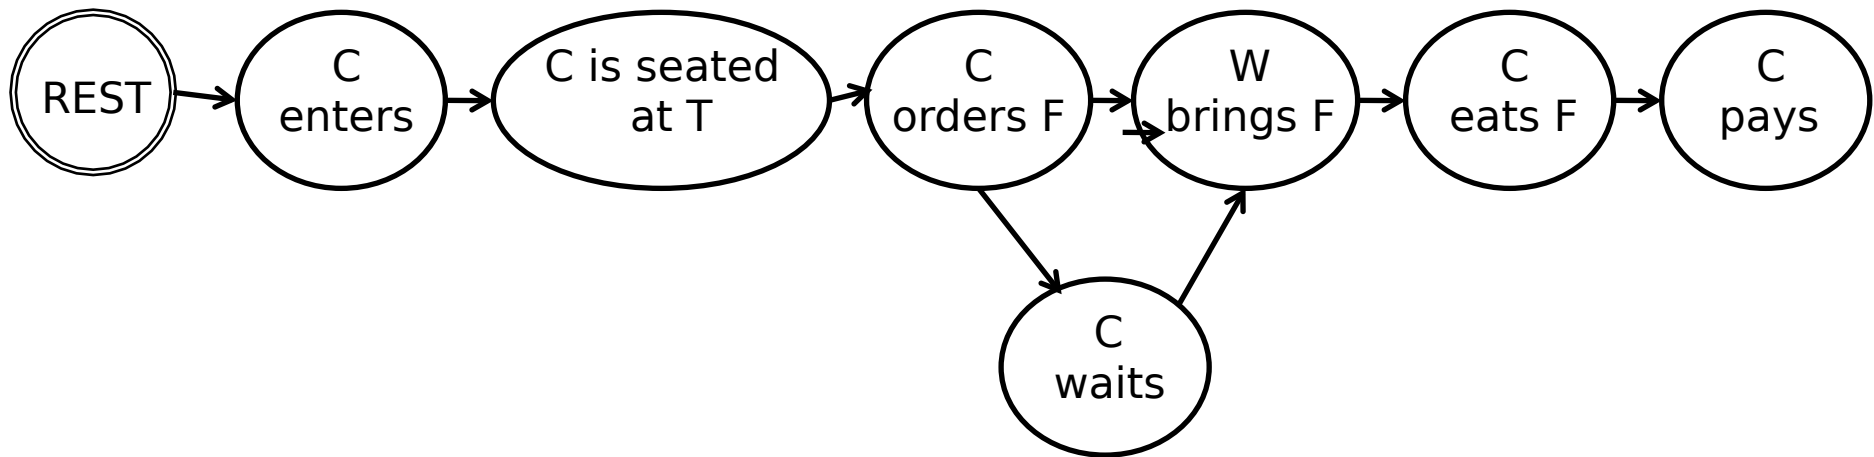 REST
C
enters
C is seated
at T
C
orders F
W
brings F
C
eats F
C
pays
C
waits